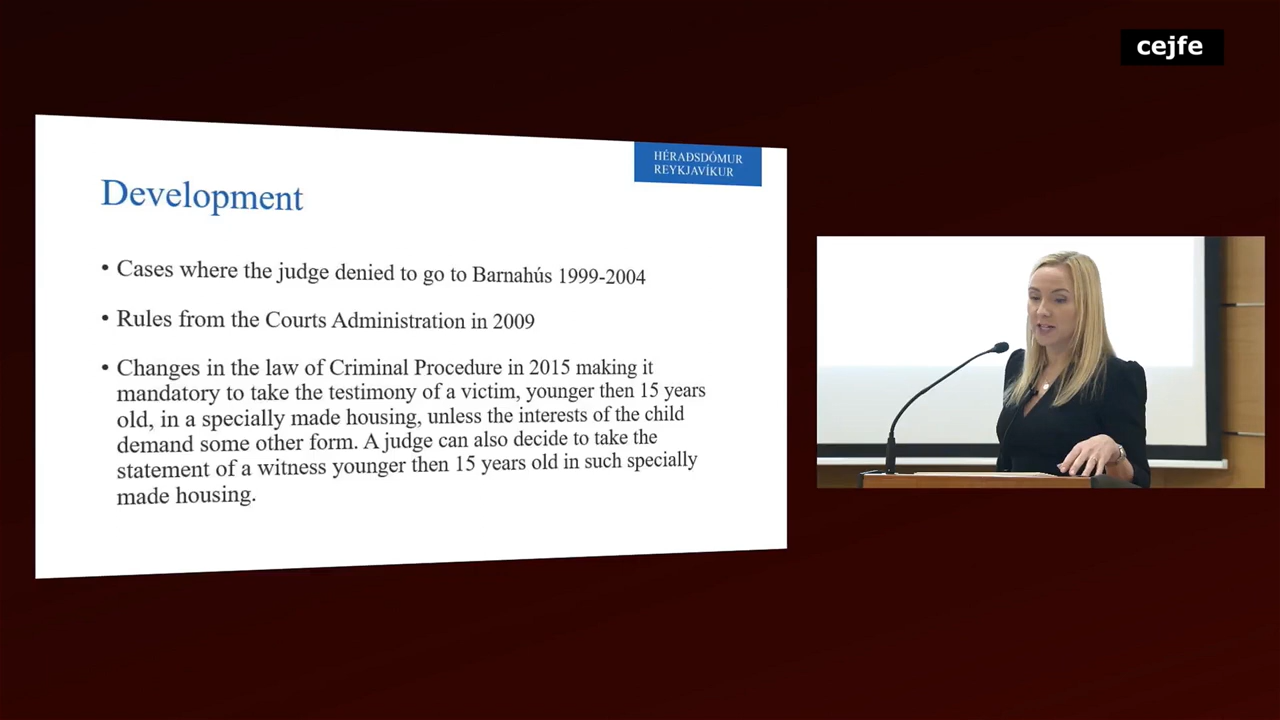 cejfe
HÉRAÐSDÓMUR
REYKJAVÍKUR
Development
• Cases where the judge denied to go to Barnahús 1999-2004
• Rules from the Courts Administration in 2009
• Changes in the law of Criminal Procedure in 2015 making it
mandatory to take the testimony of a victim, younger then 15 years
old, in a specially made housing, unless the interests of the child
demand some other form. A judge can also decide to take the
statement of a witness younger then 15 years old in such specially
made housing.